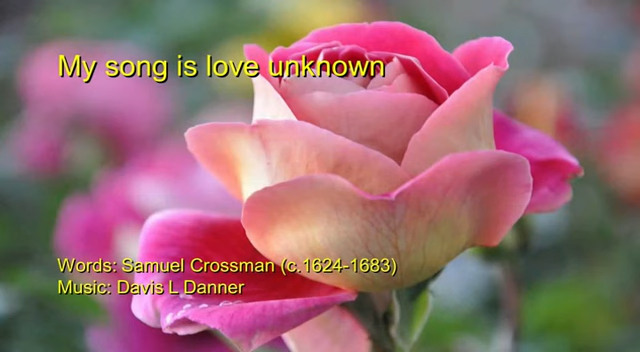 My song is love unknown
Words: Samuel Crossman (c.1624-1683)
Music: Davis L Danner